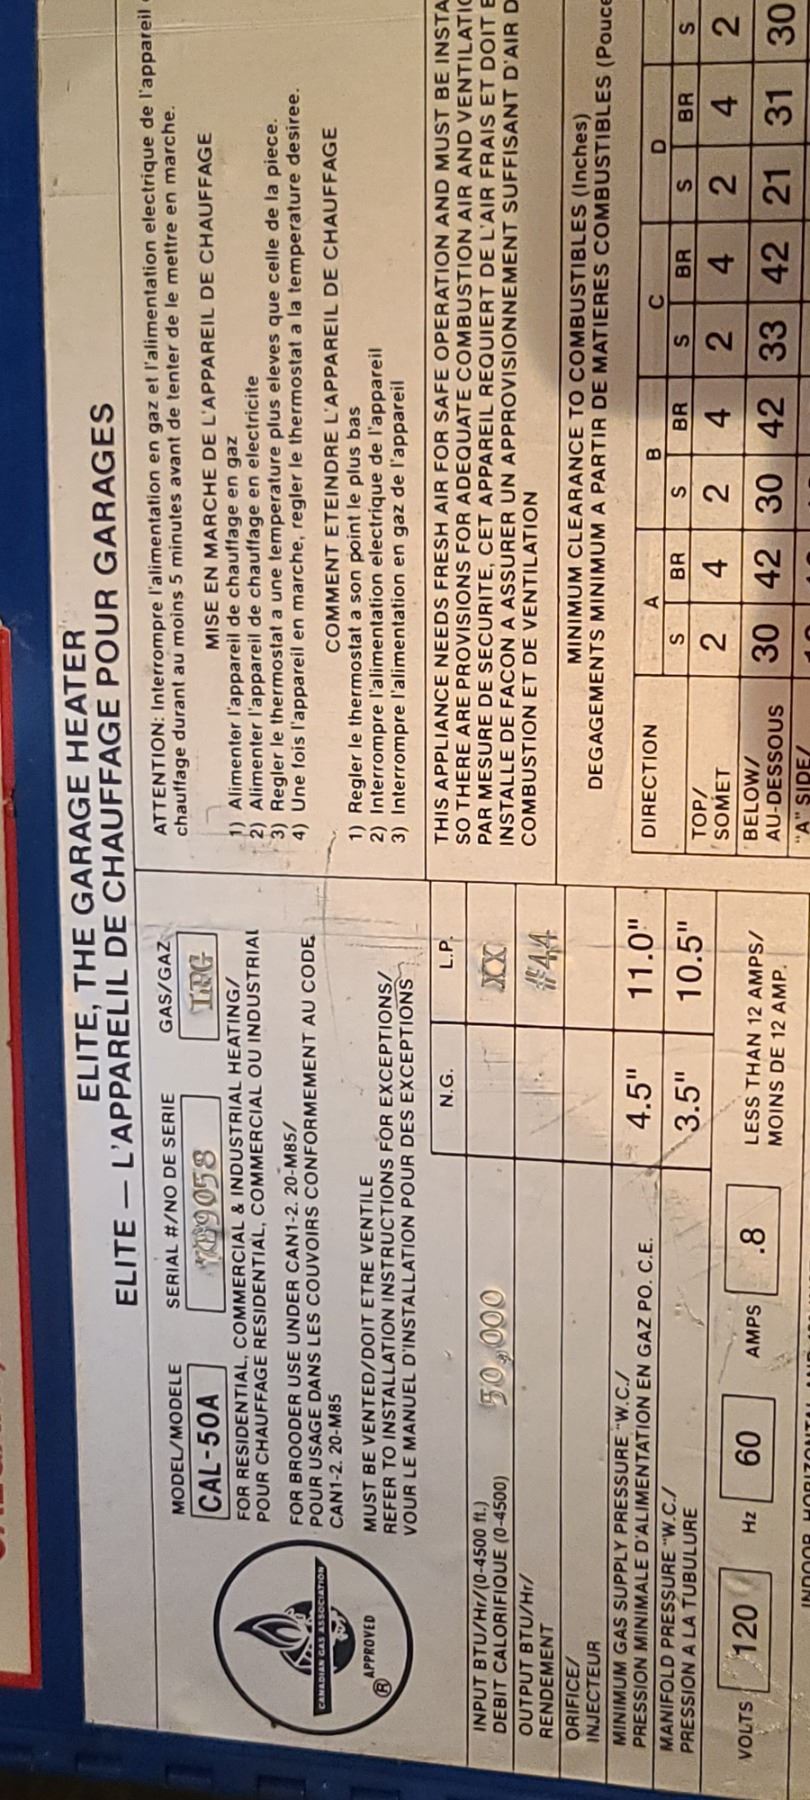 ELITE, THE GARAGE HEATER
ELITE — L'APPARELIL DE CHAUFFAGE POUR GARAGES
MODEL/MODELE
CAL-50A
SERIAL #/NO DE SERIE
GAS/GAZ
FOR RESIDENTIAL, COMMERCIAL & INDUSTRIAL HEATING/
POUR CHAUFFAGE RESIDENTIAL, COMMERCIAL OU INDUSTRIAL
FOR BROODER USE UNDER CAN1-2. 20-M85/
POUR USAGE DANS LES COUVOIRS CONFORMEMENT AU CODE
CAN1-2. 20-M85
MUST BE VENTED/DOIT ETRE VENTILE
REFER TO INSTALLATION INSTRUCTIONS FOR EXCEPTIONS/
VOUR LE MANUEL D'INSTALLATION POUR DES EXCEPTIONS
CANADIAN GAS ASSOCIATION
APPROVED
®
N.G. L.P.
INPUT BTU/Hr/(0-4500 ft.)
DEBIT CALORIFIQUE (0-4500) 50,000 XX
OUTPUT BTU/Hr/
RENDEMENT #44
ORIFICE/
INJECTEUR
MINIMUM GAS SUPPLY PRESSURE "W.C./
PRESSION MINIMALE D'ALIMENTATION EN GAZ PO. C.E. 4.5" 11.0"
MANIFOLD PRESSURE "W.C./
PRESSION A LA TUBULURE 3.5" 10.5"
VOLTS 120 Hz 60 AMPS .8 LESS THAN 12 AMPS/
MOINS DE 12 AMP.
ATTENTION: Interrompre l'alimentation en gaz et l'alimentation electrique de l'appareil
chauffage durant au moins 5 minutes avant de tenter de le mettre en marche.
MISE EN MARCHE DE L'APPAREIL DE CHAUFFAGE
1) Alimenter l'appareil de chauffage en gaz
2) Alimenter l'appareil de chauffage en electricite
3) Regler le thermostat a une temperature plus eleves que celle de la piece.
4) Une fois l'appareil en marche, regler le thermostat a la temperature desiree.
COMMENT ETEINDRE L'APPAREIL DE CHAUFFAGE
1) Regler le thermostat a son point le plus bas
2) Interrompre l'alimentation electrique de l'appareil
3) Interrompre l'alimentation en gaz de l'appareil
THIS APPLIANCE NEEDS FRESH AIR FOR SAFE OPERATION AND MUST BE INSTA
SO THERE ARE PROVISIONS FOR ADEQUATE COMBUSTION AIR AND VENTILATIO
PAR MESURE DE SECURITE, CET APPAREIL REQUIERT DE L'AIR FRAIS ET DOIT E
INSTALLE DE FACON A ASSURER UN APPROVISIONNEMENT SUFFISANT D'AIR D
COMBUSTION ET DE VENTILATION
MINIMUM CLEARANCE TO COMBUSTIBLES (Inches)
DEGAGEMENTS MINIMUM A PARTIR DE MATIERES COMBUSTIBLES (Pouce
DIRECTION A B C D
S BR S BR S BR S BR S
TOP/
SOMET 2 4 2 4 2 4 2 4 2
BELOW/
AU-DESSOUS 30 42 30 42 33 42 21 31 30
"A" SIDE/